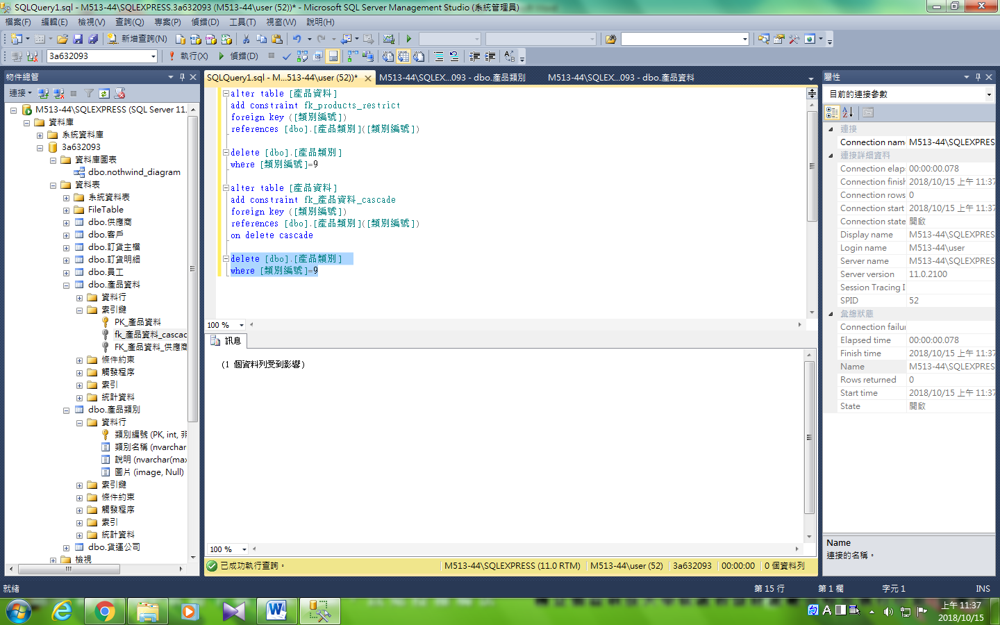 SQLQuery1.sql - M513-44\SQLEXPRESS.3a632093 (M513-44\user (52))* - Microsoft SQL Server Management Studio (系統管理員)
檔案(F) 編輯(E) 檢視(V) 查詢(Q) 專案(P) 偵錯(D) 工具(T) 視窗(W) 說明(H)
新增查詢(N)
3a632093 執行(X) 偵錯(D)
物件總管
連接
M513-44\SQLEXPRESS (SQL Server 11.
資料庫
系統資料庫
3a632093
資料庫圖表
dbo.nothwind_diagram
資料表
系統資料表
FileTable
dbo.供應商
dbo.客戶
dbo.訂貨主檔
dbo.訂貨明細
dbo.員工
dbo.產品資料
資料行
索引鍵
PK_產品資料
fk_產品資料_cascac
FK_產品資料_供應商
條件約束
觸發程序
索引
統計資料
dbo.產品類別
資料行
類別編號 (PK, int, 非
類別名稱 (nvarchar
說明 (nvarchar(max
圖片 (image, Null)
索引鍵
條件約束
觸發程序
索引
統計資料
dbo.貨運公司
檢視
SQLQuery1.sql - M...513-44\user (52))* M513-44\SQLEX...093 - dbo.產品類別 M513-44\SQLEX...093 - dbo.產品資料
alter table [產品資料]
add constraint fk_products_restrict
foreign key ([類別編號])
references [dbo].[產品類別]([類別編號])
delete [dbo].[產品類別]
where [類別編號]=9
alter table [產品資料]
add constraint fk_產品資料_cascade
foreign key ([類別編號])
references [dbo].[產品類別]([類別編號])
on delete cascade
delete [dbo].[產品類別]
where [類別編號]=9
100 %
訊息
(1 個資料列受到影響)
100 %
已成功執行查詢。 M513-44\SQLEXPRESS (11.0 RTM) M513-44\user (52) 3a632093 00:00:00 0 個資料列
屬性
目前的連接參數
連接
Connection name M513-44\SQLEXPRES
連接詳細資料
Connection elap 00:00:00.078
Connection finish 2018/10/15 上午 11:37
Connection rows 0
Connection start 2018/10/15 上午 11:37
Connection state 開啟
Display name M513-44\SQLEXPRES
Login name M513-44\user
Server name M513-44\SQLEXPRES
Server version 11.0.2100
Session Tracing I
SPID 52
彙總狀態
Connection failur
Elapsed time 00:00:00.078
Finish time 2018/10/15 上午 11:37
Name M513-44\SQLEXPRES
Rows returned 0
Start time 2018/10/15 上午 11:37
State 開啟
Name
連接的名稱。
就緒 第 15 行 第 1 欄 字元 1 INS
上午 11:37
2018/10/15